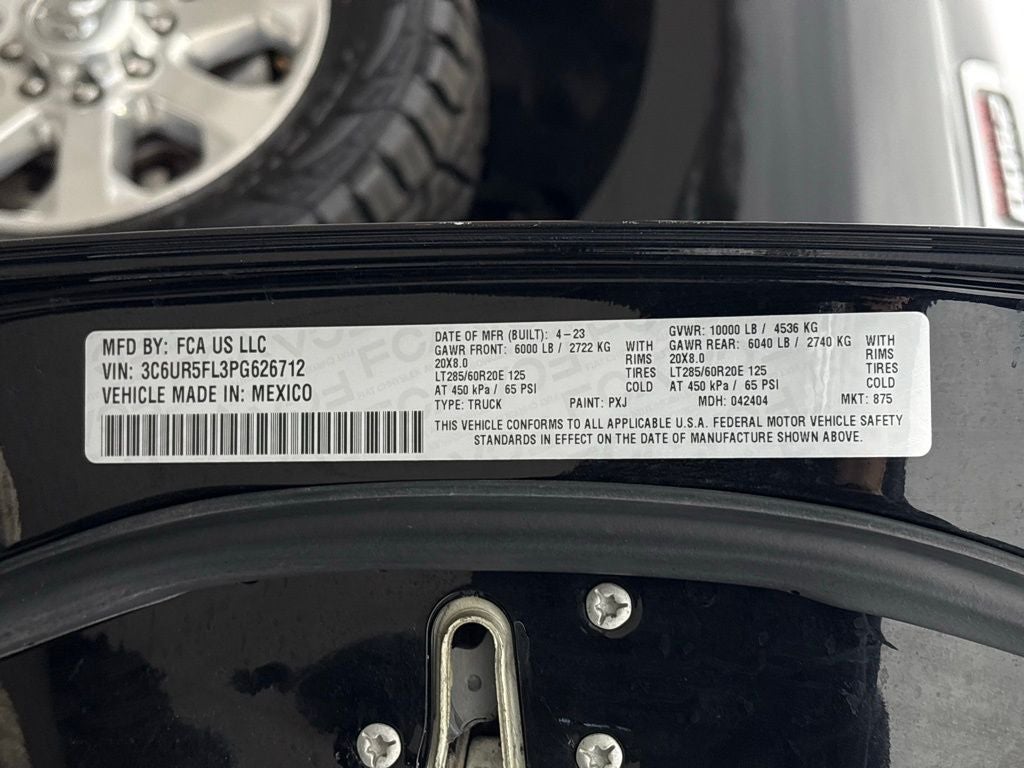 MFD BY: FCA US LLC
VIN: 3C6UR5FL3PG626712
VEHICLE MADE IN: MEXICO
DATE OF MFR (BUILT): 4-23
GAWR FRONT: 6000 LB / 2722 KG WITH
20X8.0 RIMS
LT285/60R20E 125 TIRES
AT 450 kPa / 65 PSI COLD
GVWR: 10000 LB / 4536 KG
GAWR REAR: 6040 LB / 2740 KG WITH
20X8.0 RIMS
LT285/60R20E 125 TIRES
AT 450 kPa / 65 PSI COLD
TYPE: TRUCK PAINT: PXJ MDH: 042404 MKT: 875
THIS VEHICLE CONFORMS TO ALL APPLICABLE U.S.A. FEDERAL MOTOR VEHICLE SAFETY
STANDARDS IN EFFECT ON THE DATE OF MANUFACTURE SHOWN ABOVE.